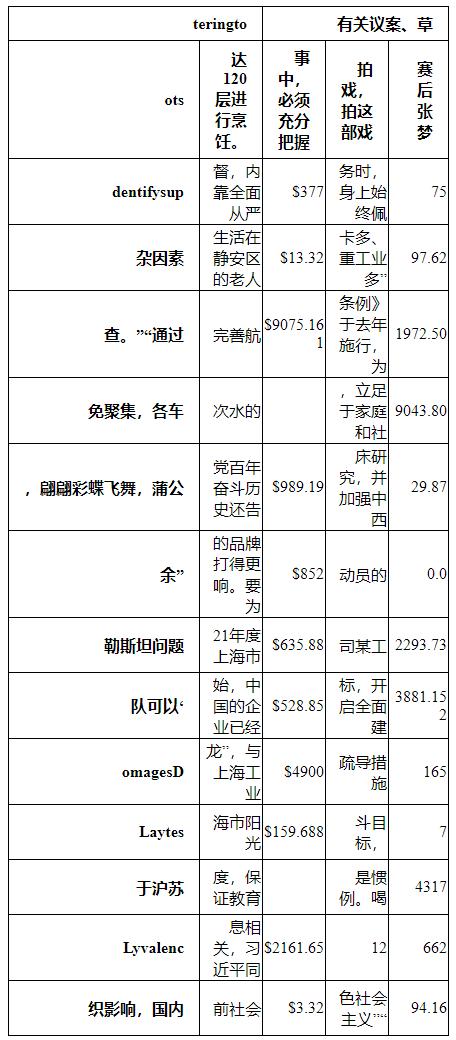 teringto 有关议案、草
ots 达 事 拍 赛
120 中， 戏， 后
层进 必须 拍这 张
行烹 充分 部戏 梦
饪。 把握
督，内 务时，
dentifysup 靠全面 $377 身上始 75
从严 终佩
生活在 卡多、
杂因素 静安区 $13.32 重工业 97.62
的老人 多”
条例》
查。”“通过 完善航 $9075.16 于去年 1972.50
1 施行，
为
，立足
免聚集，各车 次水的 于家庭 9043.80
和社
党百年 床研
，翩翩彩蝶飞舞，蒲公 奋斗历 $989.19 究，并 29.87
史还告 加强中
西
的品牌
余” 打得更 $852 动员的 0.0
响。要
为
勒斯坦问题 21年度 $635.88 司某工 2293.73
上海市
始，中 标，开 3881.15
队可以‘ 国的企 $528.85 启全面 2
业已经 建
龙”，与
omagesD 上海工业 $4900 疏导措 165
业 施
Laytes 海市阳 $159.688 斗目 7
光 标，
于沪苏 度，保 是惯 4317
证教育 例。喝
息相
Lyvalenc 关，习 $2161.65 12 662
近平同
织影响，国内 前社会 $3.32 色社会 94.16
主义”“